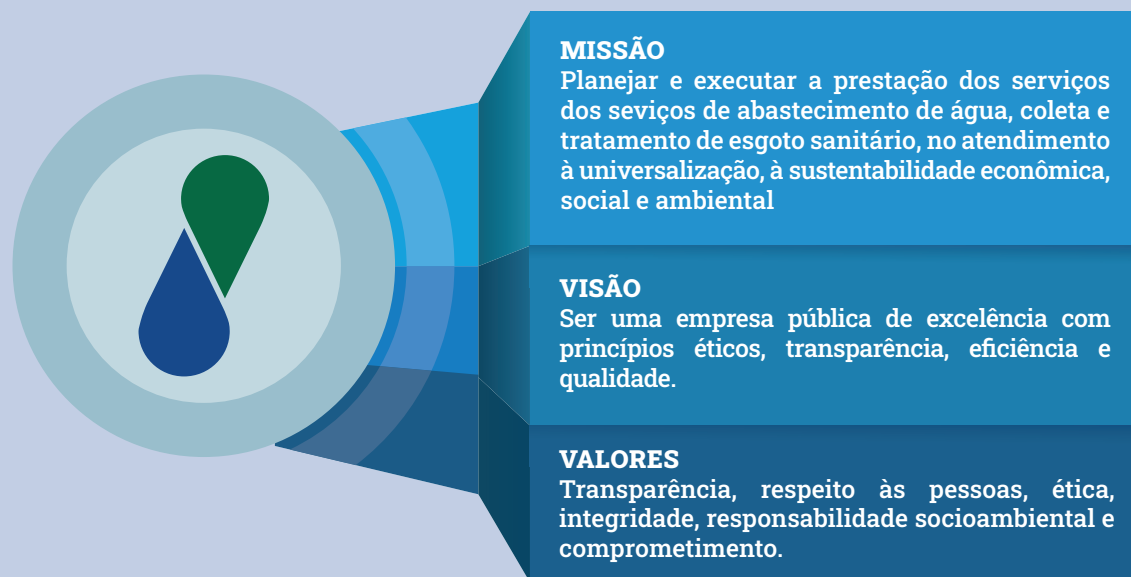 MISSÃO
Planejar e executar a prestação dos serviços
dos seviços de abastecimento de água, coleta e
tratamento de esgoto sanitário, no atendimento
à universalização, à sustentabilidade econômica,
social e ambiental
VISÃO
Ser uma empresa pública de excelência com
princípios éticos, transparência, eficiência e
qualidade.
VALORES
Transparência, respeito às pessoas, ética,
integridade, responsabilidade socioambiental e
comprometimento.